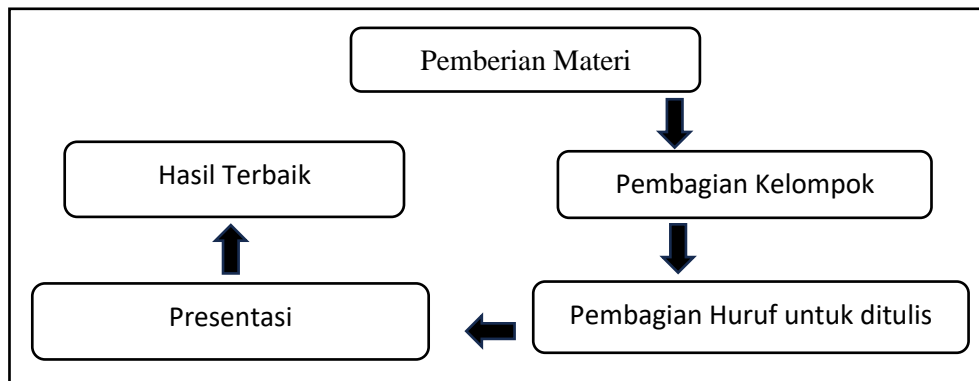 Pemberian Materi
Pembagian Kelompok
Pembagian Huruf untuk ditulis
Presentasi
Hasil Terbaik